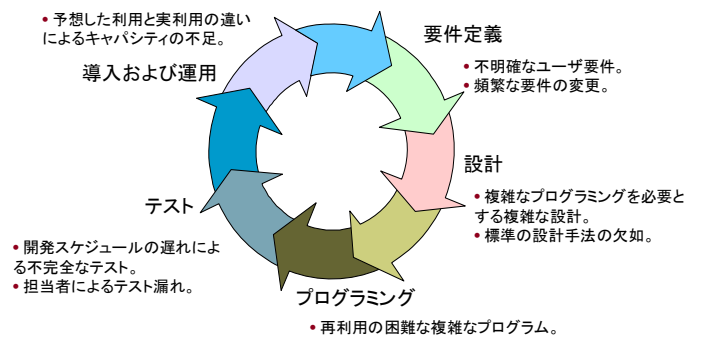 • 予想した利用と実利用の違い
によるキャパシティの不足。
要件定義
導入および運用
• 不明確なユーザ要件。
• 頻繁な要件の変更。
設計
• 複雑なプログラミングを必要と
する複雑な設計。
• 標準の設計手法の欠如。
テスト
• 開発スケジュールの遅れによ
る不完全なテスト。
• 担当者によるテスト漏れ。
プログラミング
• 再利用の困難な複雑なプログラム。